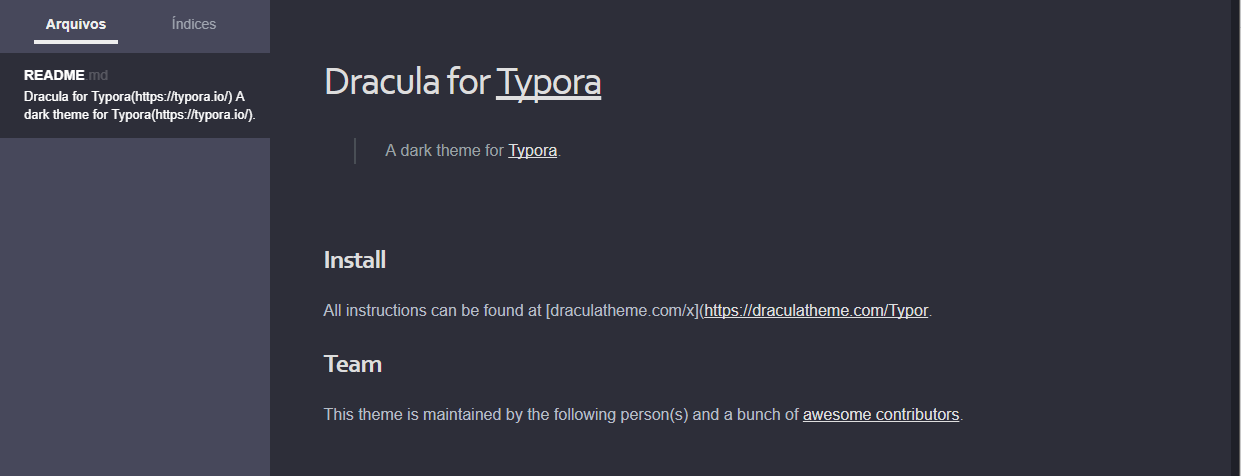 Arquivos Índices
README.md
Dracula for Typora(https://typora.io/) A
dark theme for Typora(https://typora.io/).
Dracula for Typora
A dark theme for Typora.
Install
All instructions can be found at [draculatheme.com/x](https://draculatheme.com/Typor.
Team
This theme is maintained by the following person(s) and a bunch of awesome contributors.